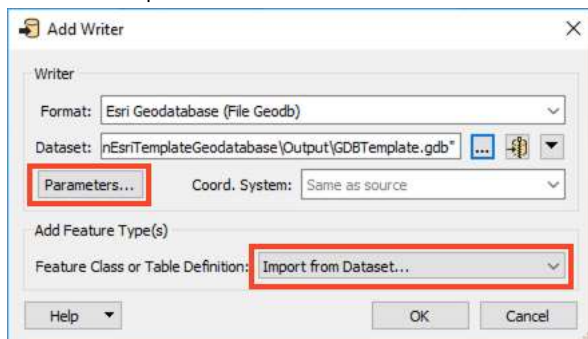 Add Writer
Writer
Format: Esri Geodatabase (File Geodb)
Dataset: nEsriTemplateGeodatabase\Output\GDBTemplate.gdb" ...
Parameters... Coord. System: Same as source
Add Feature Type(s)
Feature Class or Table Definition: Import from Dataset...
Help OK Cancel